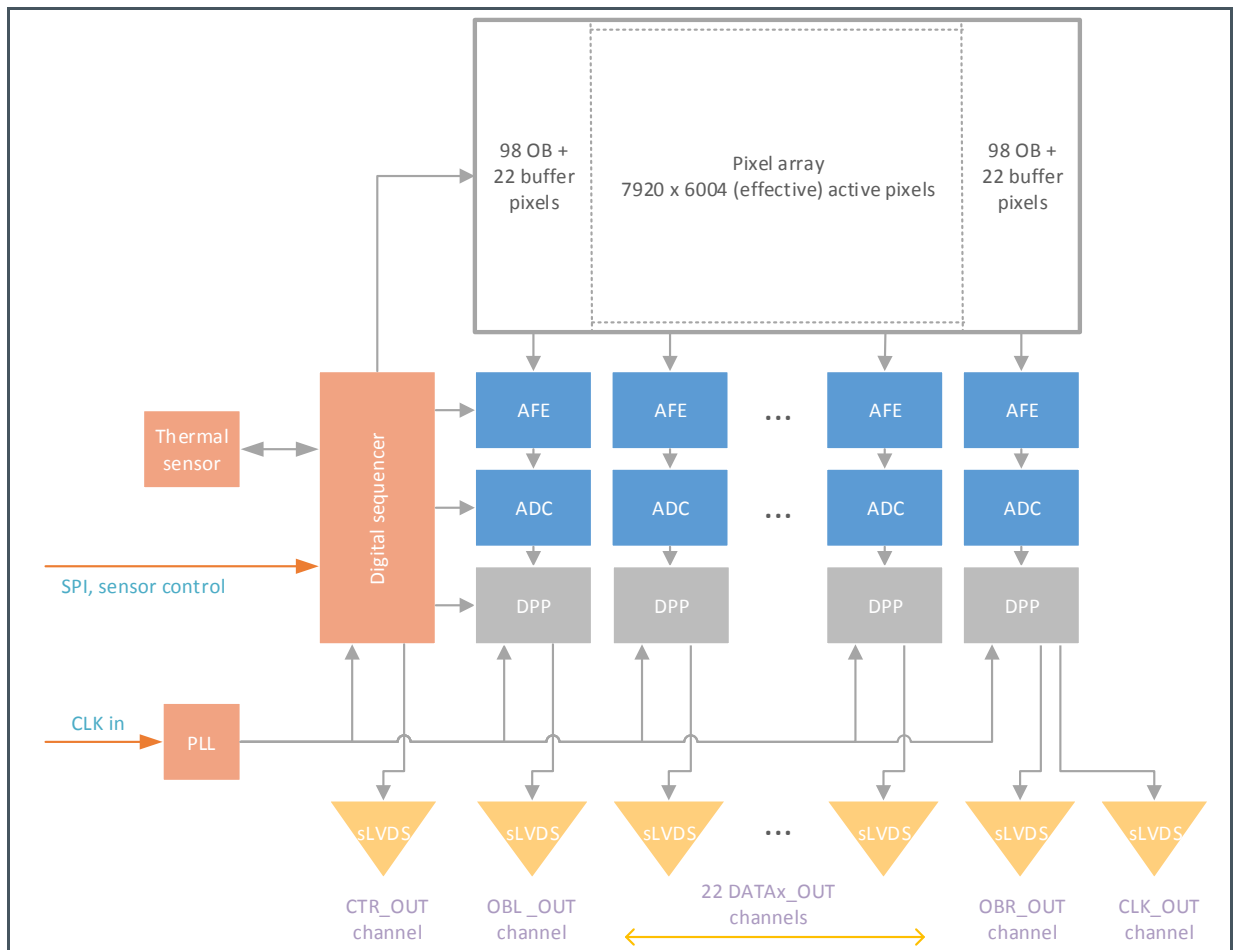 98 OB +
22 buffer
pixels
Pixel array
7920 x 6004 (effective) active pixels
98 OB +
22 buffer
pixels
Thermal
sensor
Digital sequencer
AFE
AFE
...
AFE
AFE
ADC
ADC
...
ADC
ADC
SPI, sensor control
DPP
DPP
DPP
DPP
CLK in
PLL
sLVDS
sLVDS
sLVDS
...
sLVDS
sLVDS
sLVDS
CTR_OUT
channel
OBL _OUT
channel
22 DATAx_OUT
channels
OBR_OUT
channel
CLK_OUT
channel